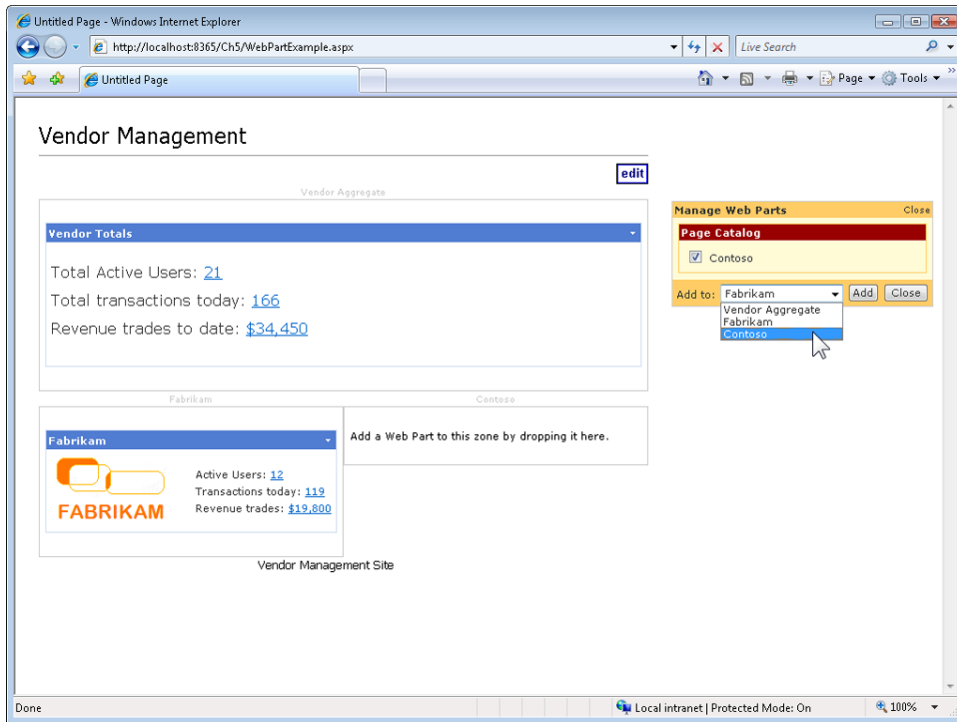 Untitled Page - Windows Internet Explorer
http://localhost:8365/Ch5/WebPartExample.aspx
Live Search
Untitled Page
Page
Tools
Vendor Management
edit
Vendor Aggregate
Vendor Totals
Total Active Users: 21
Total transactions today: 166
Revenue trades to date: $34,450
Manage Web Parts Close
Page Catalog
Contoso
Add to: Fabrikam Add Close
Vendor Aggregate
Fabrikam
Contoso
Fabrikam
Contoso
Fabrikam
FABRIKAM
Active Users: 12
Transactions today: 119
Revenue trades: $19,800
Add a Web Part to this zone by dropping it here.
Vendor Management Site
Done
Local intranet | Protected Mode: On
100%